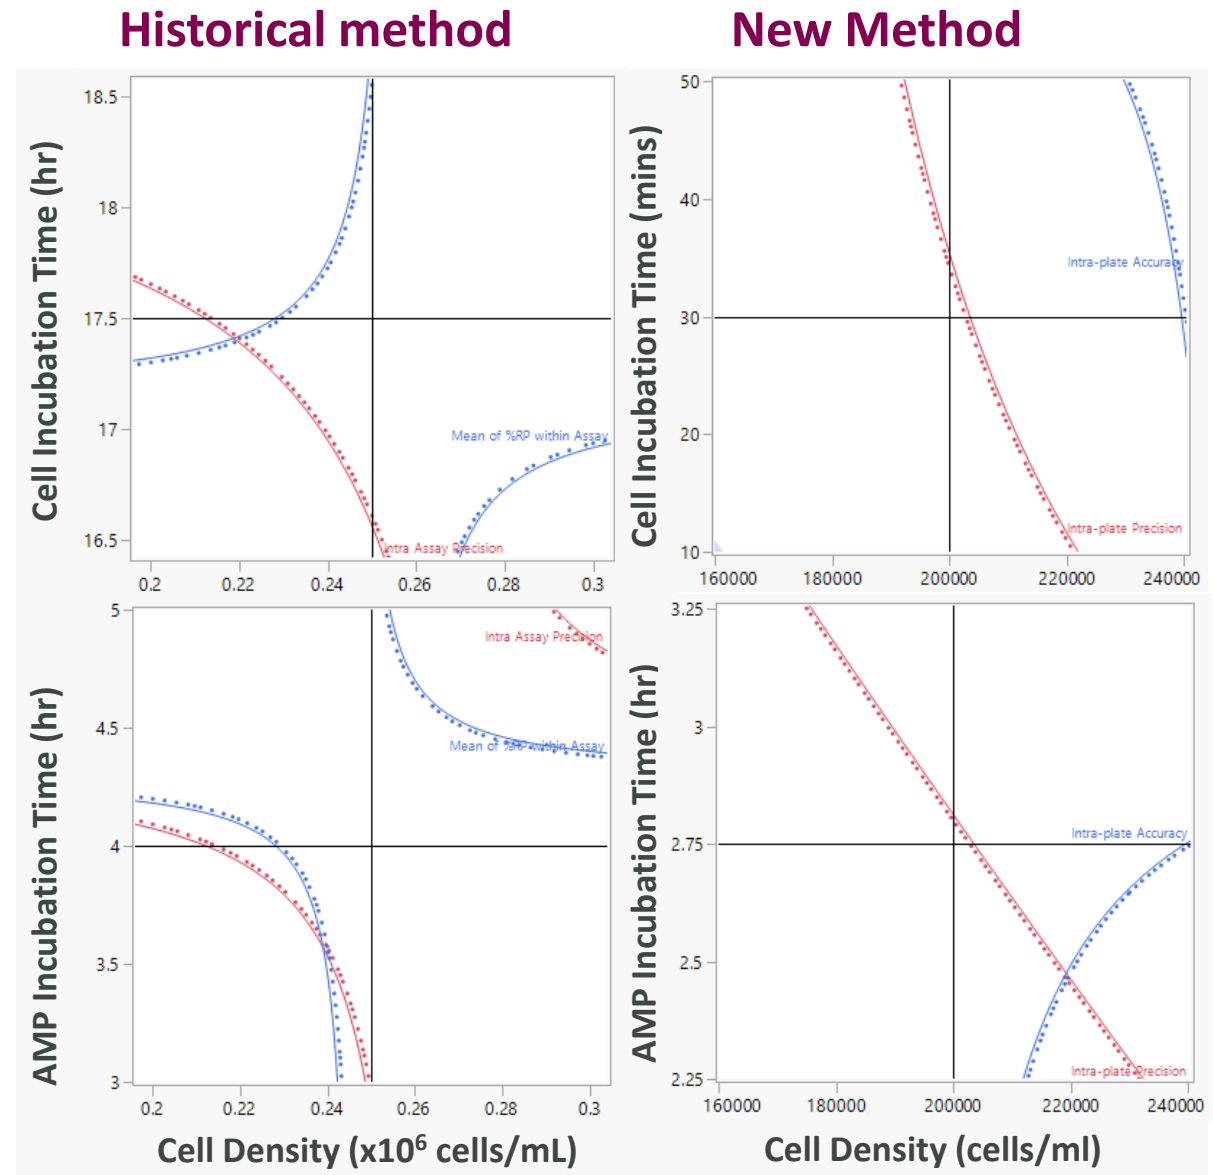 Historical method
New Method
Cell Incubation Time (hr)
18.5
18
17.5
17
16.5
Mean of %RP within Assay
Intra Assay Precision
0.2 0.22 0.24 0.26 0.28 0.3
Cell Incubation Time (mins)
50
40
30
20
10
Intra-plate Accuracy
Intra-plate Precision
160000 180000 200000 220000 240000
AMP Incubation Time (hr)
5
4.5
4
3.5
3
Intra Assay Precision
Mean of %RP within Assay
0.2 0.22 0.24 0.26 0.28 0.3
Cell Density (x10⁶ cells/mL)
AMP Incubation Time (hr)
3.25
3
2.75
2.5
2.25
Intra-plate Accuracy
Intra-plate Precision
160000 180000 200000 220000 240000
Cell Density (cells/ml)